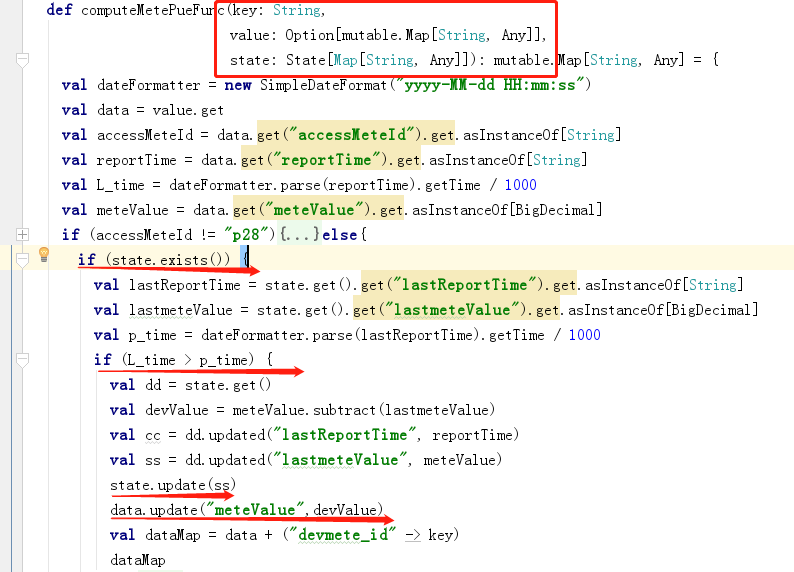 def computeMetePueFunc(key: String,
value: Option[mutable.Map[String, Any]],
state: State[Map[String, Any]]): mutable.Map[String, Any] = {
val dateFormatter = new SimpleDateFormat("yyyy-MM-dd HH:mm:ss")
val data = value.get
val accessMeteId = data.get("accessMeteId").get.asInstanceOf[String]
val reportTime = data.get("reportTime").get.asInstanceOf[String]
val L_time = dateFormatter.parse(reportTime).getTime / 1000
val meteValue = data.get("meteValue").get.asInstanceOf[BigDecimal]
if (accessMeteId != "p28"){...}else{
if (state.exists()) {
val lastReportTime = state.get().get("lastReportTime").get.asInstanceOf[String]
val lastmeteValue = state.get().get("lastmeteValue").get.asInstanceOf[BigDecimal]
val p_time = dateFormatter.parse(lastReportTime).getTime / 1000
if (L_time > p_time) {
val dd = state.get()
val devValue = meteValue.subtract(lastmeteValue)
val cc = dd.updated("lastReportTime", reportTime)
val ss = dd.updated("lastmeteValue", meteValue)
state.update(ss)
data.update("meteValue",devValue)
val dataMap = data + ("devmete_id" -> key)
dataMap